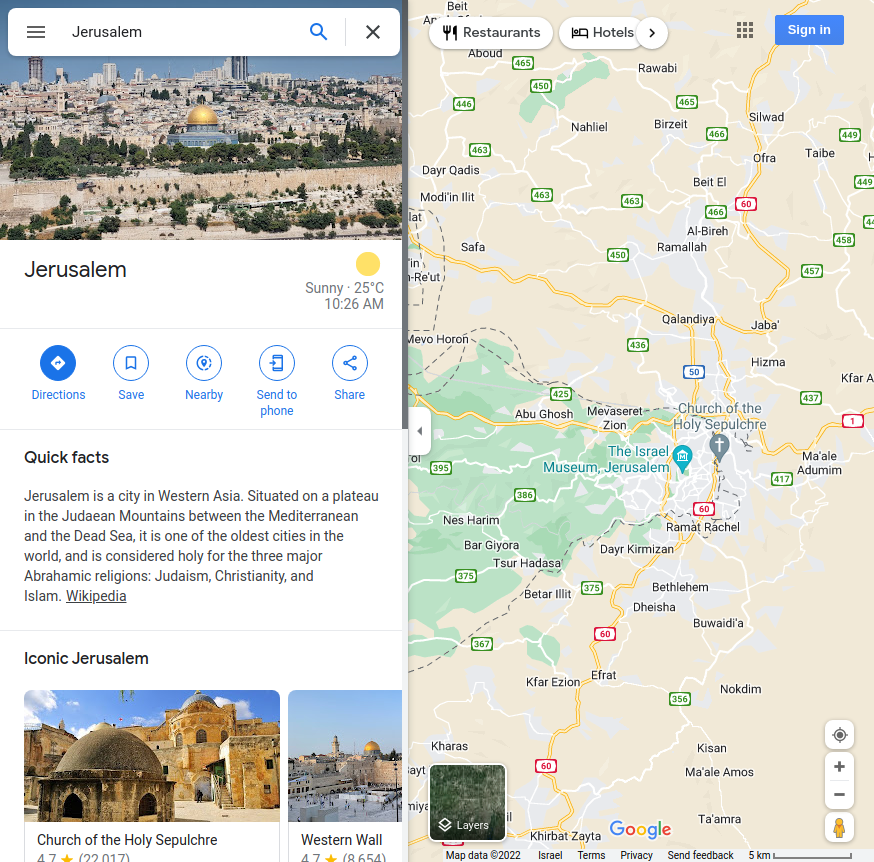 Jerusalem
Jerusalem
Sunny · 25°C
10:26 AM
Directions
Save
Nearby
Send to
phone
Share
Quick facts
Jerusalem is a city in Western Asia. Situated on a plateau
in the Judaean Mountains between the Mediterranean
and the Dead Sea, it is one of the oldest cities in the
world, and is considered holy for the three major
Abrahamic religions: Judaism, Christianity, and
Islam. Wikipedia
Iconic Jerusalem
Church of the Holy Sepulchre
4.7 ★ (22,017)
Western Wall
4.7 ★ (8,654)
Restaurants
Hotels
Sign in
Beit
Aboud
465
Rawabi
450
446
465
Silwad
Nahliel
Birzeit
466
449
463
Ofra
Taibe
Dayr Qadis
Beit El
449
Modi'in Ilit
463
463
60
466
lat
Al-Bireh
458
Safa
Ramallah
450
457
'in
n-Re'ut
Qalandiya
Jaba'
Mevo Horon
436
Hizma
50
Kfar A
425
437
Abu Ghosh
Mevaseret
Zion
Church of the
Holy Sepulchre
1
The Israel
Museum, Jerusalem
Ma'ale
Adumim
395
417
386
60
Nes Harim
Ramat Rachel
Bar Giyora
Dayr Kirmizan
Tsur Hadasa
375
375
Bethlehem
Betar Illit
Dheisha
Buwaidi'a
60
367
Efrat
Kfar Ezion
Nokdim
356
Kharas
Kisan
60
Ma'ale Amos
Layers
Ta'amra
Google
Khirbat Zayta
Map data ©2022
Israel
Terms
Privacy
Send feedback
5 km